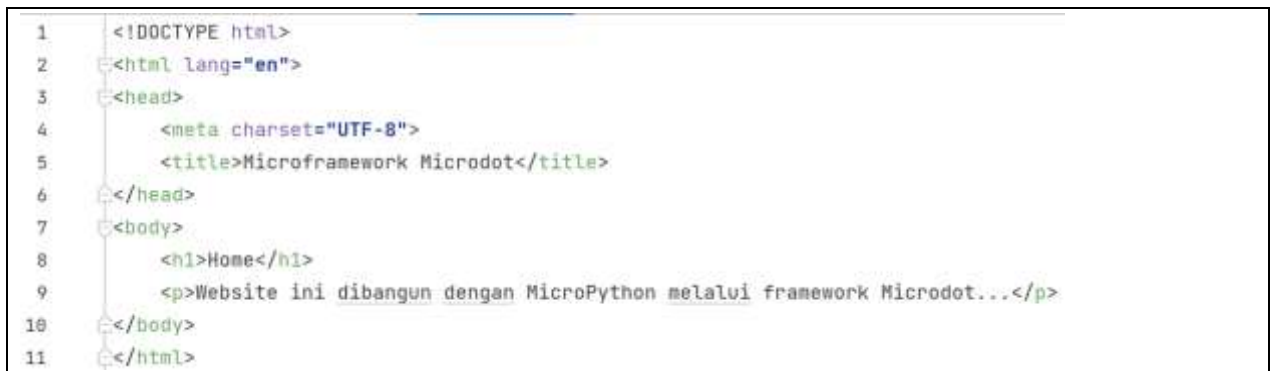 1 <!DOCTYPE html>
2 <html lang="en">
3 <head>
4 <meta charset="UTF-8">
5 <title>Microframework Microdot</title>
6 </head>
7 <body>
8 <h1>Home</h1>
9 <p>Website ini dibangun dengan MicroPython melalui framework Microdot...</p>
10 </body>
11 </html>